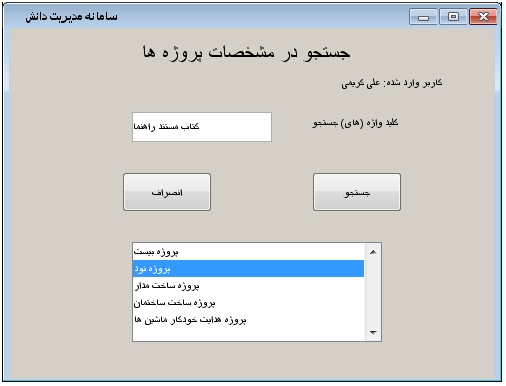 سامانه مدیریت دانش
جستجو در مشخصات پروژه ها
کاربر وارد شده: علی کریمی
کلید واژه (های) جستجو
کتاب مستند راهنما
جستجو
انصراف
پروژه بیست
پروژه نود
پروژه ساخت مدار
پروژه ساخت ساختمان
پروژه هدایت خودکار ماشین ها